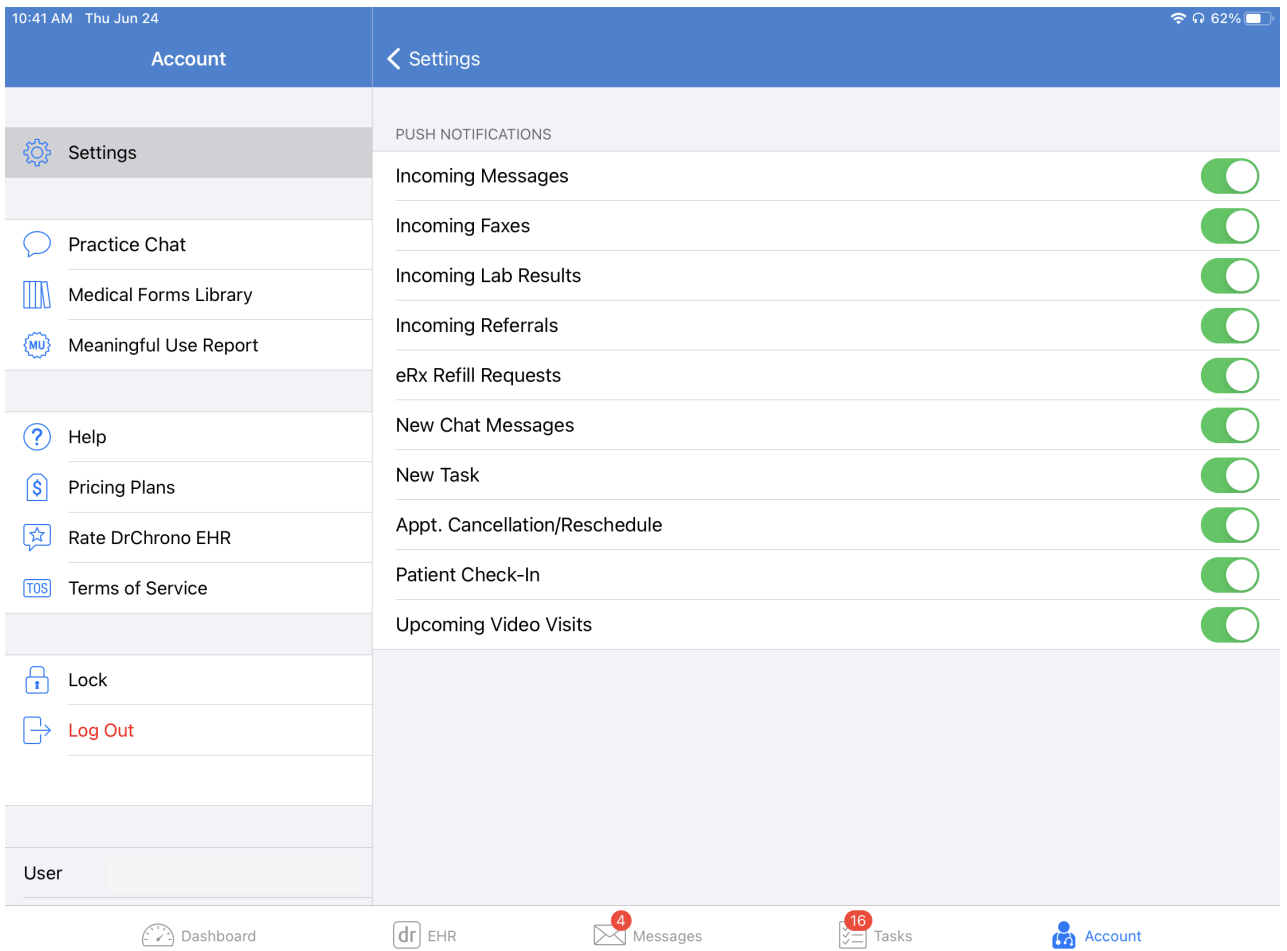 10:41 AM Thu Jun 24
62%
Account
Settings
Settings
Practice Chat
Medical Forms Library
MU
Meaningful Use Report
?
Help
$
Pricing Plans
Rate DrChrono EHR
TOS
Terms of Service
Lock
Log Out
User
PUSH NOTIFICATIONS
Incoming Messages
Incoming Faxes
Incoming Lab Results
Incoming Referrals
eRx Refill Requests
New Chat Messages
New Task
Appt. Cancellation/Reschedule
Patient Check-In
Upcoming Video Visits
Dashboard
dr EHR
4 Messages
16 Tasks
Account